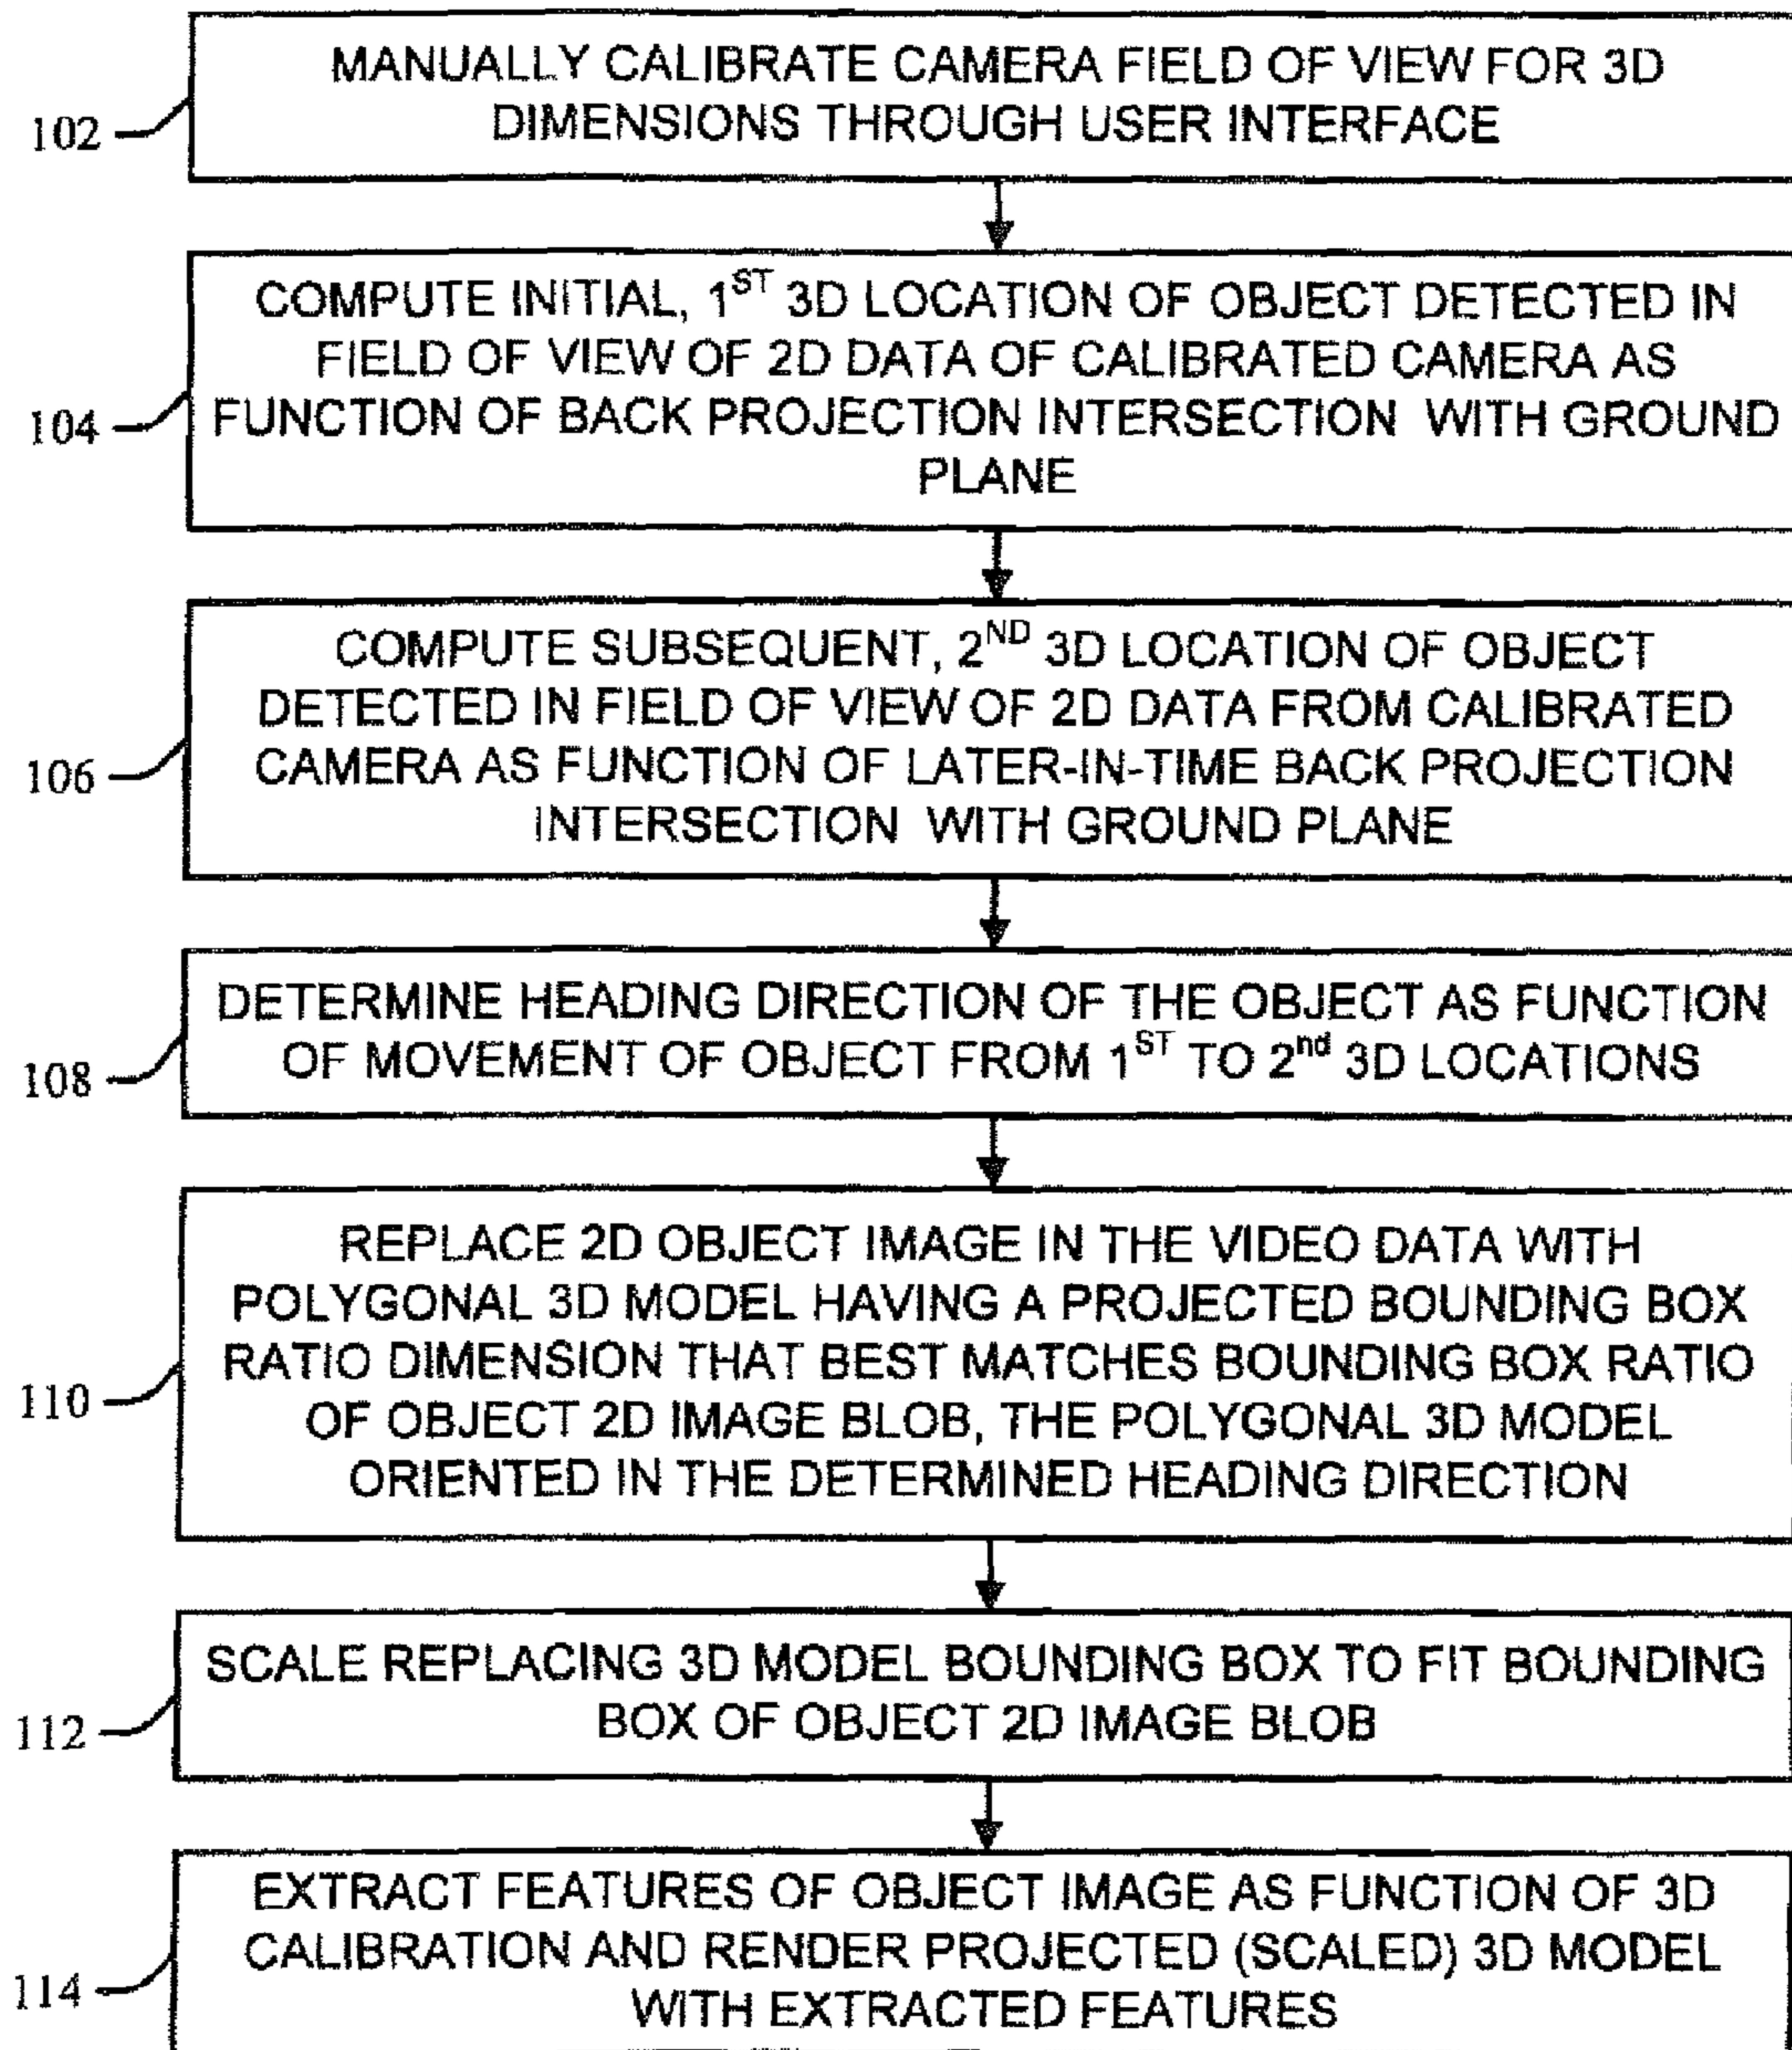 MANUALLY CALIBRATE CAMERA FIELD OF VIEW FOR 3D
DIMENSIONS THROUGH USER INTERFACE
102
COMPUTE INITIAL, 1ST 3D LOCATION OF OBJECT DETECTED IN
FIELD OF VIEW OF 2D DATA OF CALIBRATED CAMERA AS
FUNCTION OF BACK PROJECTION INTERSECTION WITH GROUND
PLANE
104
COMPUTE SUBSEQUENT, 2ND 3D LOCATION OF OBJECT
DETECTED IN FIELD OF VIEW OF 2D DATA FROM CALIBRATED
CAMERA AS FUNCTION OF LATER-IN-TIME BACK PROJECTION
INTERSECTION WITH GROUND PLANE
106
DETERMINE HEADING DIRECTION OF THE OBJECT AS FUNCTION
OF MOVEMENT OF OBJECT FROM 1ST TO 2nd 3D LOCATIONS
108
REPLACE 2D OBJECT IMAGE IN THE VIDEO DATA WITH
POLYGONAL 3D MODEL HAVING A PROJECTED BOUNDING BOX
RATIO DIMENSION THAT BEST MATCHES BOUNDING BOX RATIO
OF OBJECT 2D IMAGE BLOB, THE POLYGONAL 3D MODEL
ORIENTED IN THE DETERMINED HEADING DIRECTION
110
SCALE REPLACING 3D MODEL BOUNDING BOX TO FIT BOUNDING
BOX OF OBJECT 2D IMAGE BLOB
112
EXTRACT FEATURES OF OBJECT IMAGE AS FUNCTION OF 3D
CALIBRATION AND RENDER PROJECTED (SCALED) 3D MODEL
WITH EXTRACTED FEATURES
114